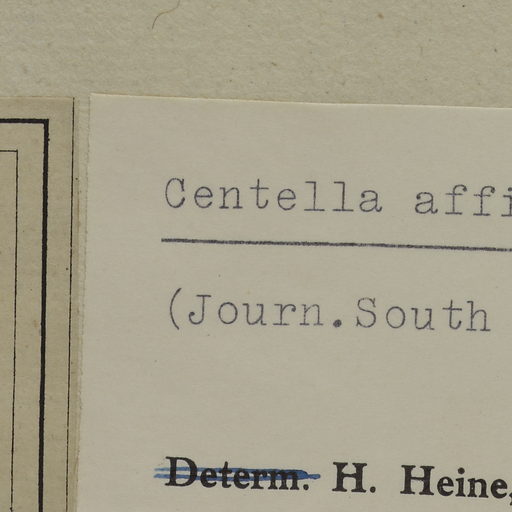 Centella affi
(Journ.South
Determ. H. Heine,